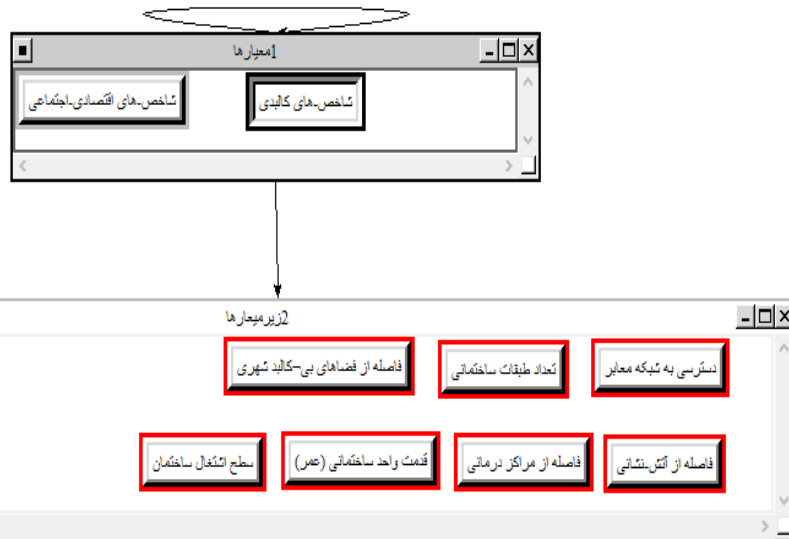 1معیارها
شاخص-های کالبدی
شاخص-های اقتصادی-اجتماعی
2زیرمیعارها
دسترسی به شبکه معابر
تعداد طبقات ساختمانی
فاصله از فضاهای بی-کالبد شهری
فاصله از آتش-نشانی
فاصله از مراکز درمانی
قدمت واحد ساختمانی (عمر)
سطح اشتغال ساختمان